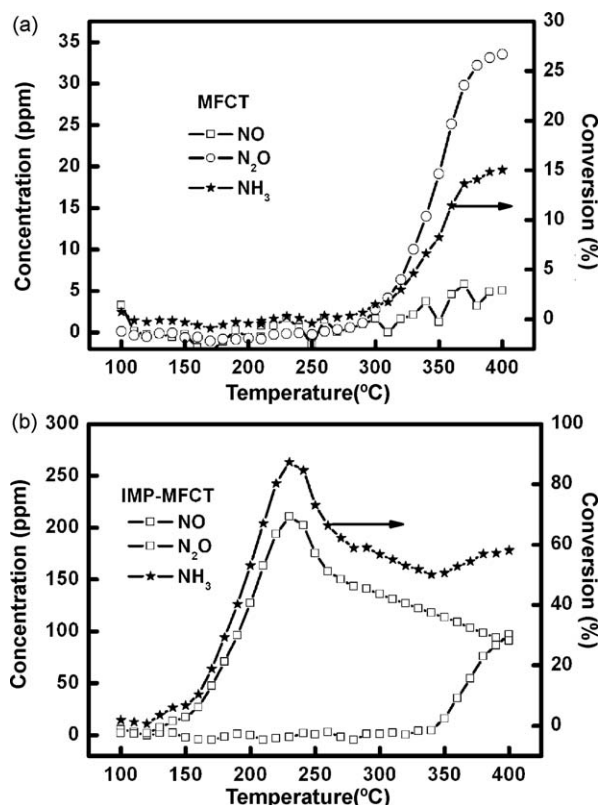 (a)
Concentration (ppm)
35
30
25
20
15
10
5
0
MFCT
NO
N₂O
NH₃
30
25
20
15
10
5
0
Conversion (%)
100 150 200 250 300 350 400
Temperature(ºC)
(b)
Concentration (ppm)
300
250
200
150
100
50
0
IMP-MFCT
NO
N₂O
NH₃
100
80
60
40
20
0
Conversion (%)
100 150 200 250 300 350 400
Temperature(ºC)